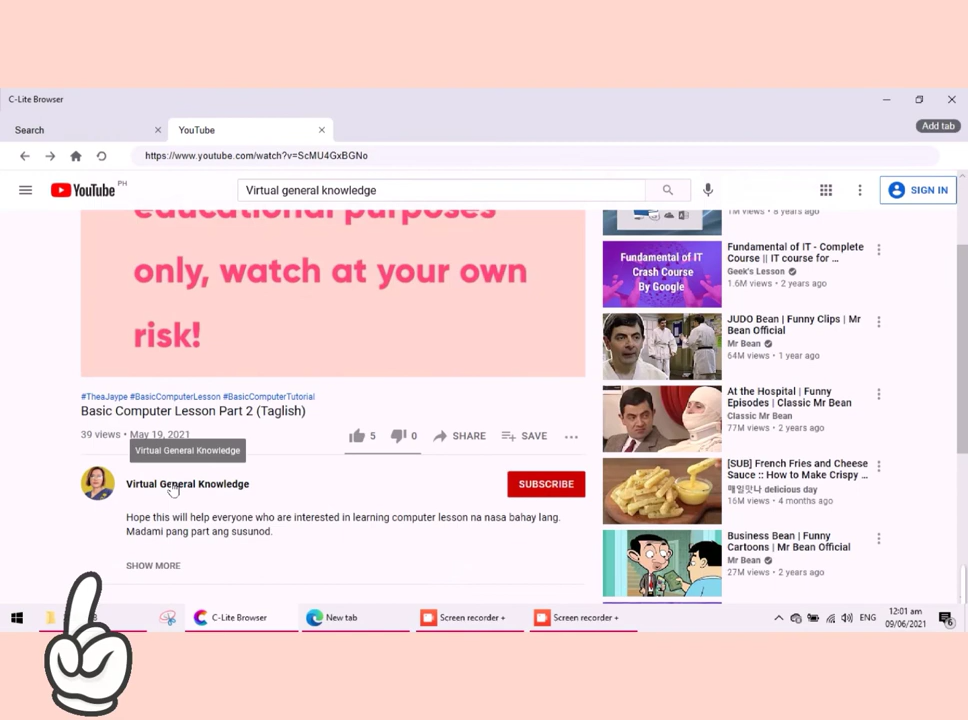 C-Lite Browser
Search
YouTube
Add tab
https://www.youtube.com/watch?v=ScMU4GxBGNo
YouTube PH
Virtual general knowledge
SIGN IN
educational purposes
only, watch at your own
risk!
#TheaJaype #BasicComputerLesson #BasicComputerTutorial
Basic Computer Lesson Part 2 (Taglish)
39 views • May 19, 2021
5
0
SHARE
SAVE
Virtual General Knowledge
Virtual General Knowledge
SUBSCRIBE
Hope this will help everyone who are interested in learning computer lesson na nasa bahay lang.
Madami pang part ang susunod.
SHOW MORE
1M views • 8 years ago
Fundamental of IT
Crash Course
By Google
Fundamental of IT - Complete
Course || IT course for ...
Geek's Lesson
1.6M views • 2 years ago
JUDO Bean | Funny Clips | Mr
Bean Official
Mr Bean
64M views • 1 year ago
At the Hospital | Funny
Episodes | Classic Mr Bean
Classic Mr Bean
77M views • 2 years ago
[SUB] French Fries and Cheese
Sauce :: How to Make Crispy ...
매일맛나 delicious day
16M views • 4 months ago
Business Bean | Funny
Cartoons | Mr Bean Official
Mr Bean
27M views • 2 years ago
C-Lite Browser
New tab
Screen recorder +
Screen recorder +
ENG
12:01 am
09/06/2021
6